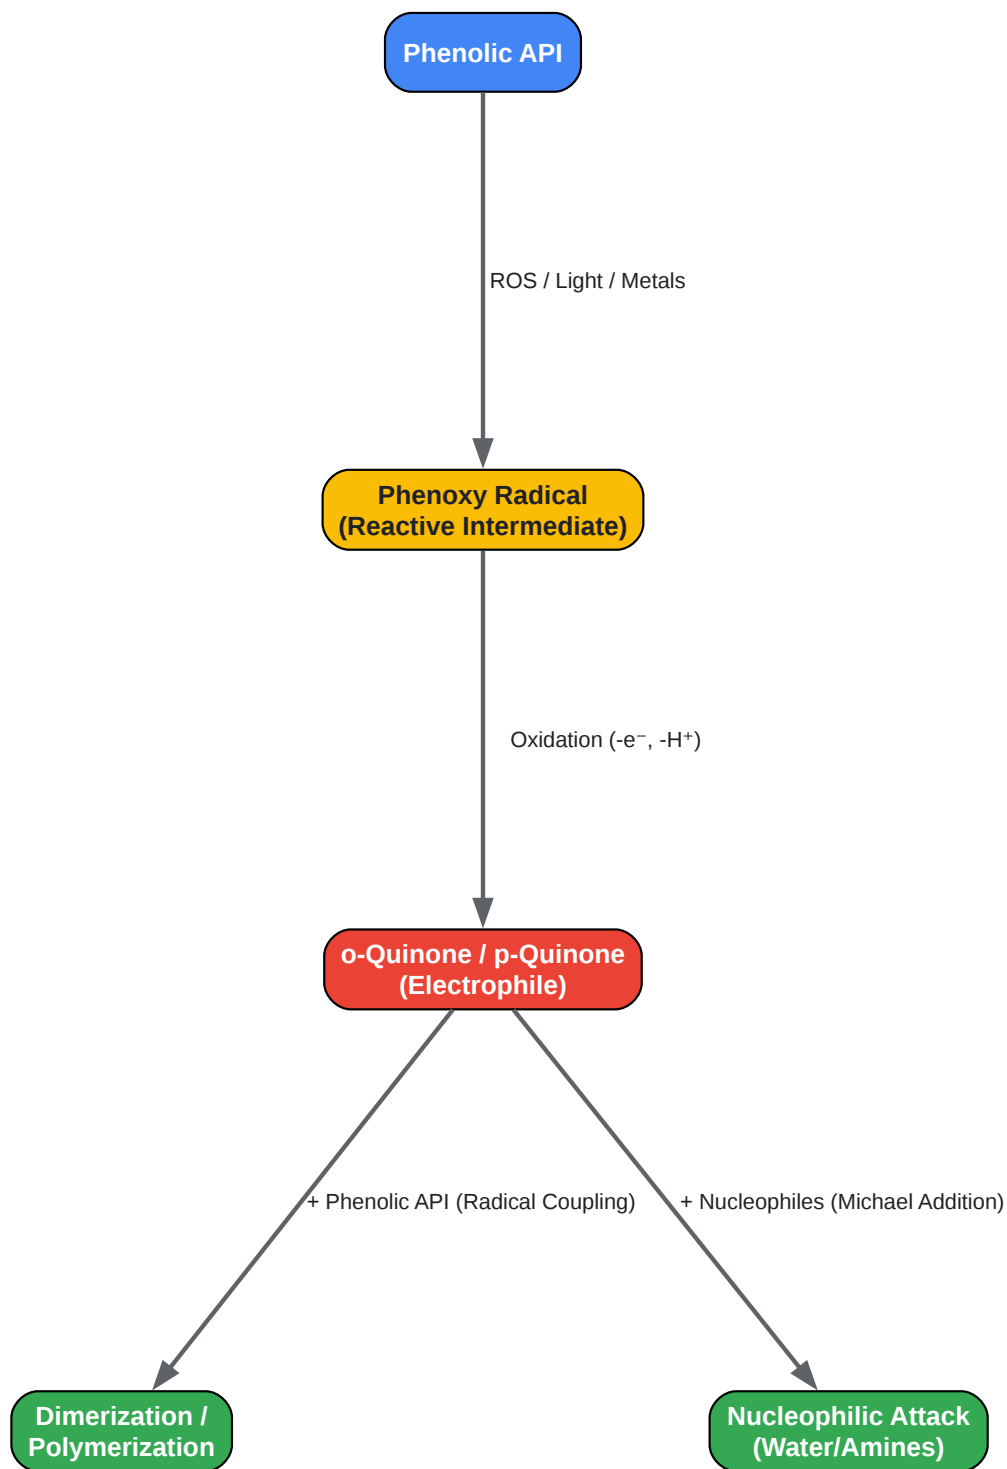 Phenolic API
ROS / Light / Metals
Phenoxy Radical
(Reactive Intermediate)
Oxidation (-e⁻, -H⁺)
o-Quinone / p-Quinone
(Electrophile)
+ Phenolic API (Radical Coupling)
+ Nucleophiles (Michael Addition)
Dimerization /
Polymerization
Nucleophilic Attack
(Water/Amines)